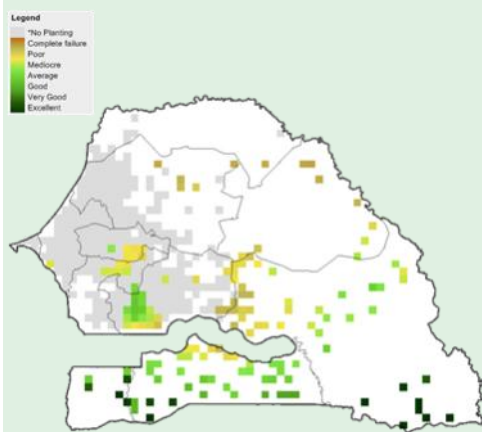 Legend
*No Planting
Complete failure
Poor
Mediocre
Average
Good
Very Good
Excellent